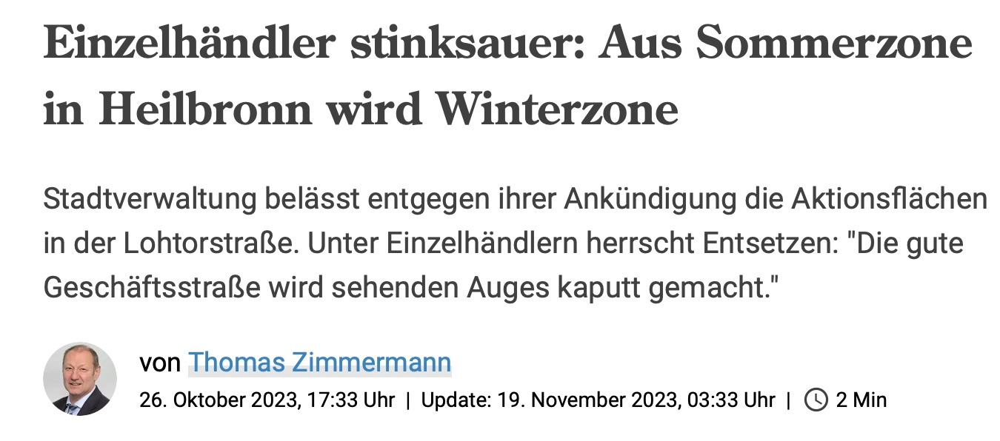 Einzelhändler stinksauer: Aus Sommerzone
in Heilbronn wird Winterzone
Stadtverwaltung belässt entgegen ihrer Ankündigung die Aktionsflächen
in der Lohtorstraße. Unter Einzelhändlern herrscht Entsetzen: "Die gute
Geschäftsstraße wird sehenden Auges kaputt gemacht."
von Thomas Zimmermann
26. Oktober 2023, 17:33 Uhr | Update: 19. November 2023, 03:33 Uhr | 2 Min